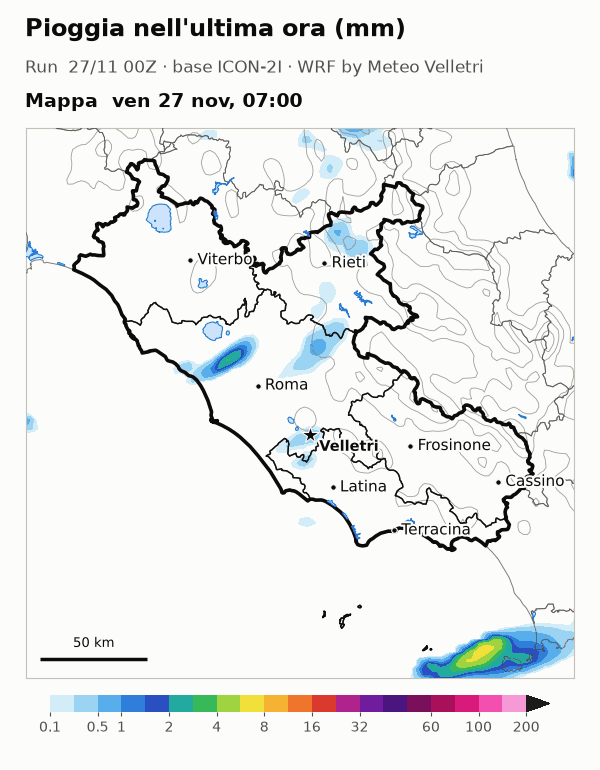 Pioggia nell'ultima ora (mm)
Run  27/11 00Z · base ICON-2I · WRF by Meteo Velletri
Mappa  ven 27 nov, 07:00
Viterbo
Rieti
Roma
Velletri
Frosinone
Cassino
Latina
Terracina
50 km
0.1 0.5 1 2 4 8 16 32 60 100 200